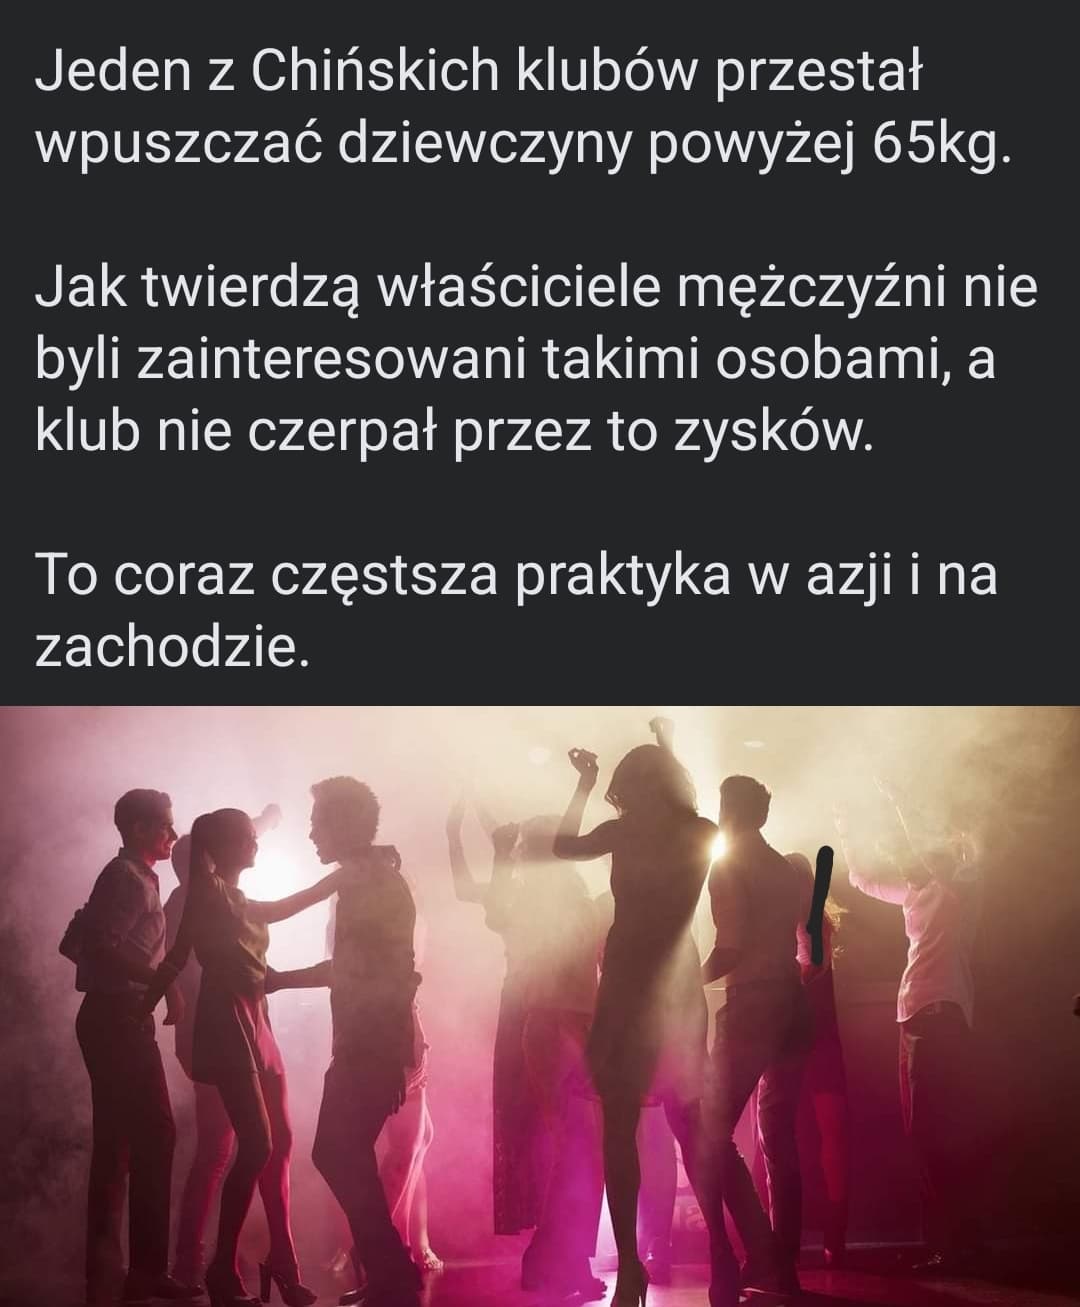 Jeden z Chińskich klubów przestał
wpuszczać dziewczyny powyżej 65kg.
Jak twierdzą właściciele mężczyźni nie
byli zainteresowani takimi osobami, a
klub nie czerpał przez to zysków.
To coraz częstsza praktyka w azji i na
zachodzie.